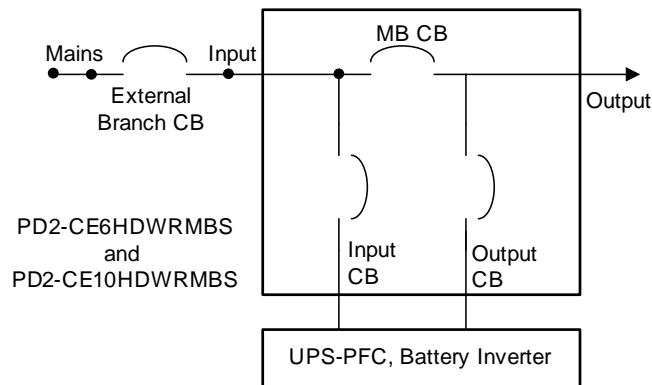 MB CB
Mains
Input
External
Branch CB
Output
PD2-CE6HDWRMBS
and
PD2-CE10HDWRMBS
Input
CB
Output
CB
UPS-PFC, Battery Inverter